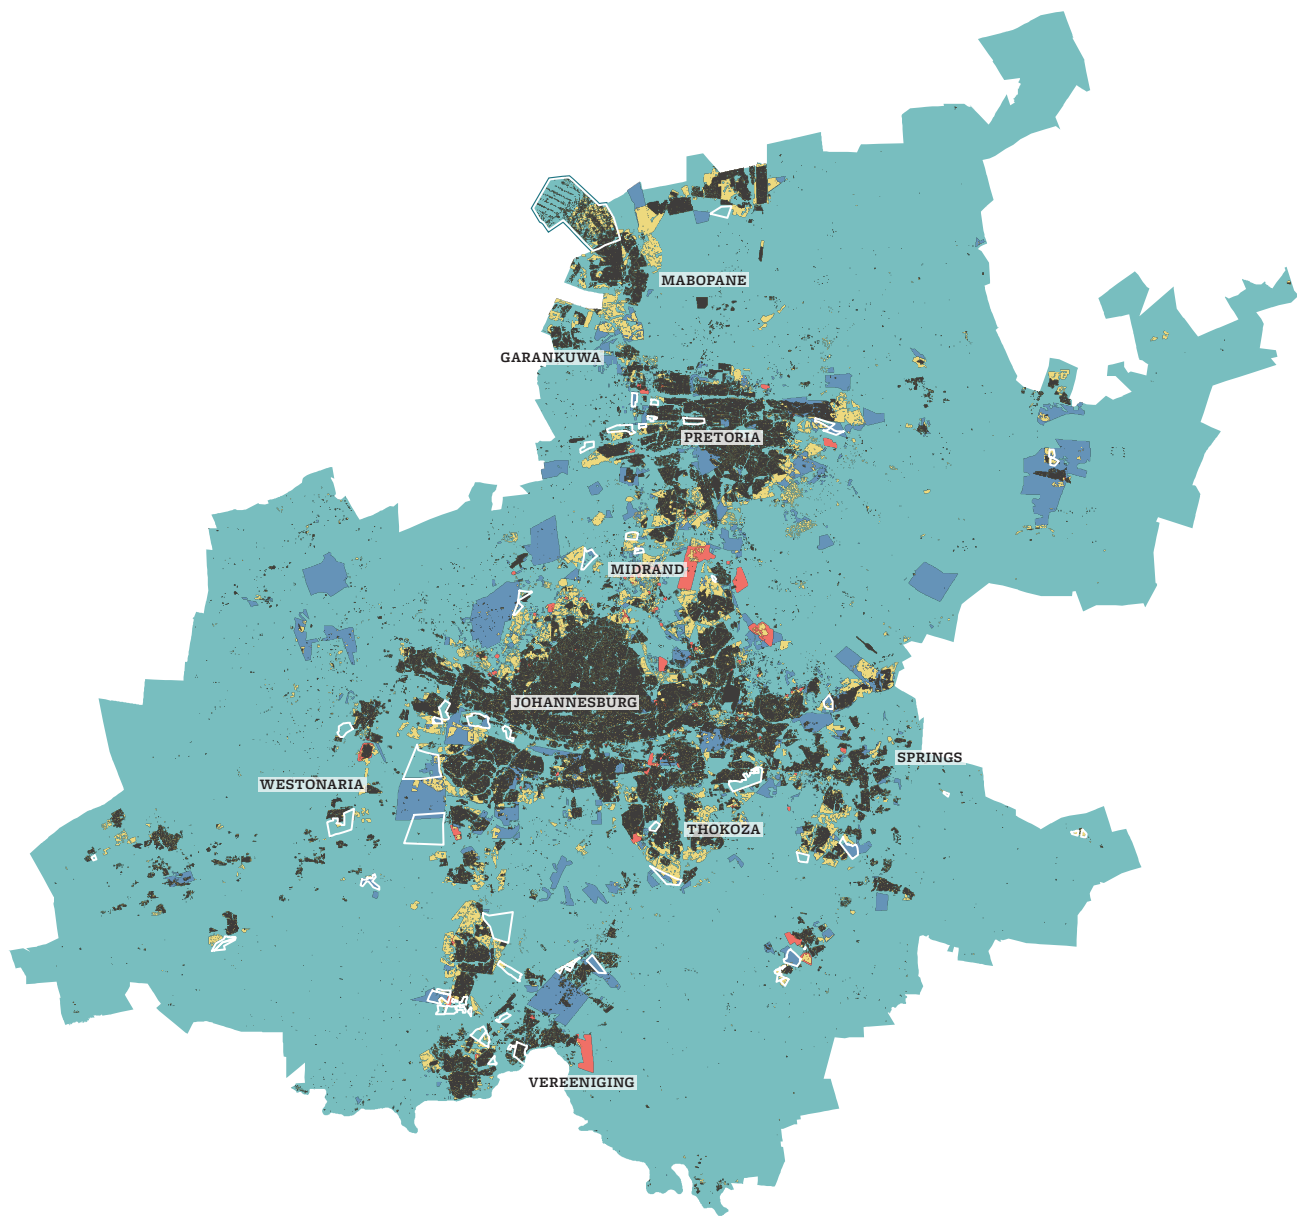 MABOPANE
GARANKUWA
PRETORIA
MIDRAND
JOHANNESBURG
SPRINGS
WESTONARIA
THOKOZA
VEREENIGING